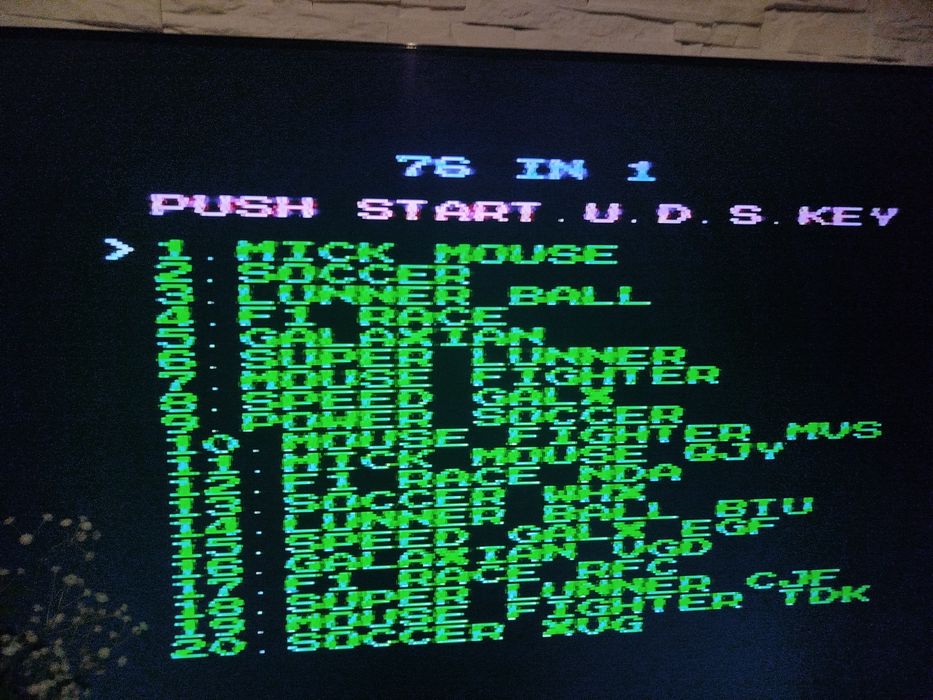 76 IN 1
PUSH START.U.D.S.KEY
> 1. MICK MOUSE
2. SOCCER
3. LUNNER BALL
4. F1 RACE
5. GALAXIAN
6. SUPER LUNNER
7. MOUSE FIGHTER
8. SPEED GALX
9. POWER SOCCER
10. MOUSE FIGHTER MVS
11. MICK MOUSE QJY
12. F1 RACE NDA
13. SOCCER WHX
14. LUNNER BALL BTU
15. SPEED GALX EGF
16. GALAXIAN UGD
17. F1 RACE RFC
18. SUPER LUNNER CJF
19. MOUSE FIGHTER TDK
20. SOCCER XVG